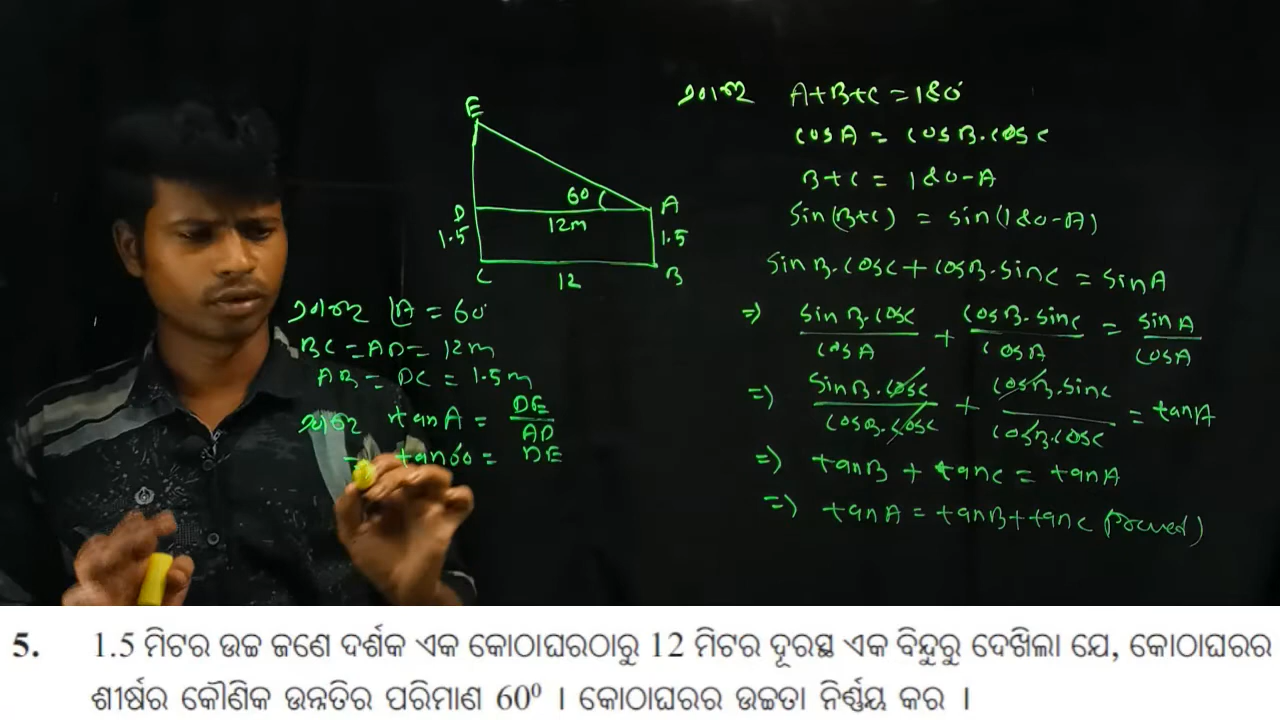 E
60
D
A
12m
1.5
1.5
C
12
B
ଦତ୍ତ ∠A = 60°
BC = AD = 12m
AB = DC = 1.5m
tanA = DE/AD
tan60 = DE
ଦତ୍ତ A+B+C = 180°
cosA = cosB.cosC
B+C = 180-A
sin(B+C) = sin(180-A)
sinB.cosC + cosB.sinC = sinA
=> sinB.cosC/cosA + cosB.sinC/cosA = sinA/cosA
=> sinB.cosC/cosB.cosC + cosB.sinC/cosB.cosC = tanA
=> tanB + tanC = tanA
=> tanA = tanB + tanC (Proved)
5. 1.5 ମିଟର ଉଚ୍ଚ ଜଣେ ଦର୍ଶକ ଏକ କୋଠାଘରଠାରୁ 12 ମିଟର ଦୂରସ୍ଥ ଏକ ବିନ୍ଦୁରୁ ଦେଖିଲା ଯେ, କୋଠାଘରର
ଶୀର୍ଷର କୌଣିକ ଉନ୍ନତିର ପରିମାଣ 60⁰ । କୋଠାଘରର ଉଚ୍ଚତା ନିର୍ଣ୍ଣୟ କର ।